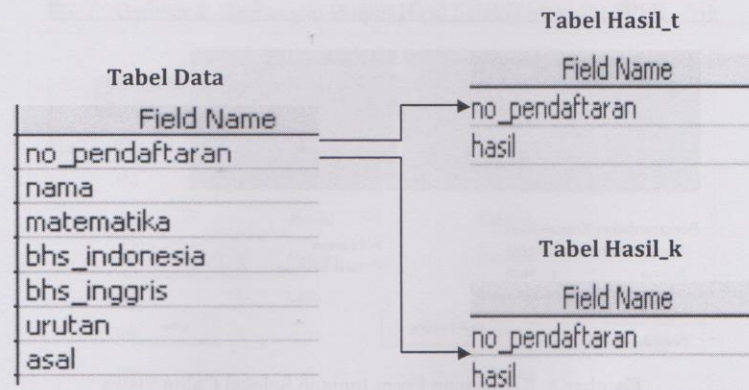 Tabel Data
Field Name
no_pendaftaran
nama
matematika
bhs_indonesia
bhs_inggris
urutan
asal
Tabel Hasil_t
Field Name
no_pendaftaran
hasil
Tabel Hasil_k
Field Name
no_pendaftaran
hasil